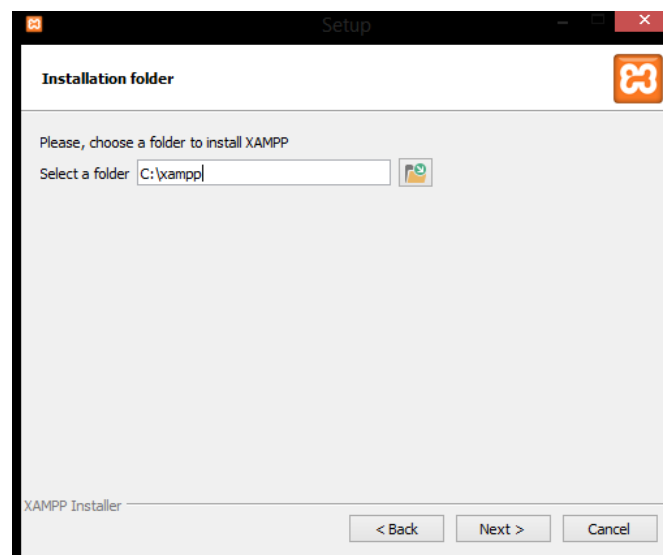 Setup
Installation folder
Please, choose a folder to install XAMPP
Select a folder C:\xampp
XAMPP Installer
< Back Next > Cancel